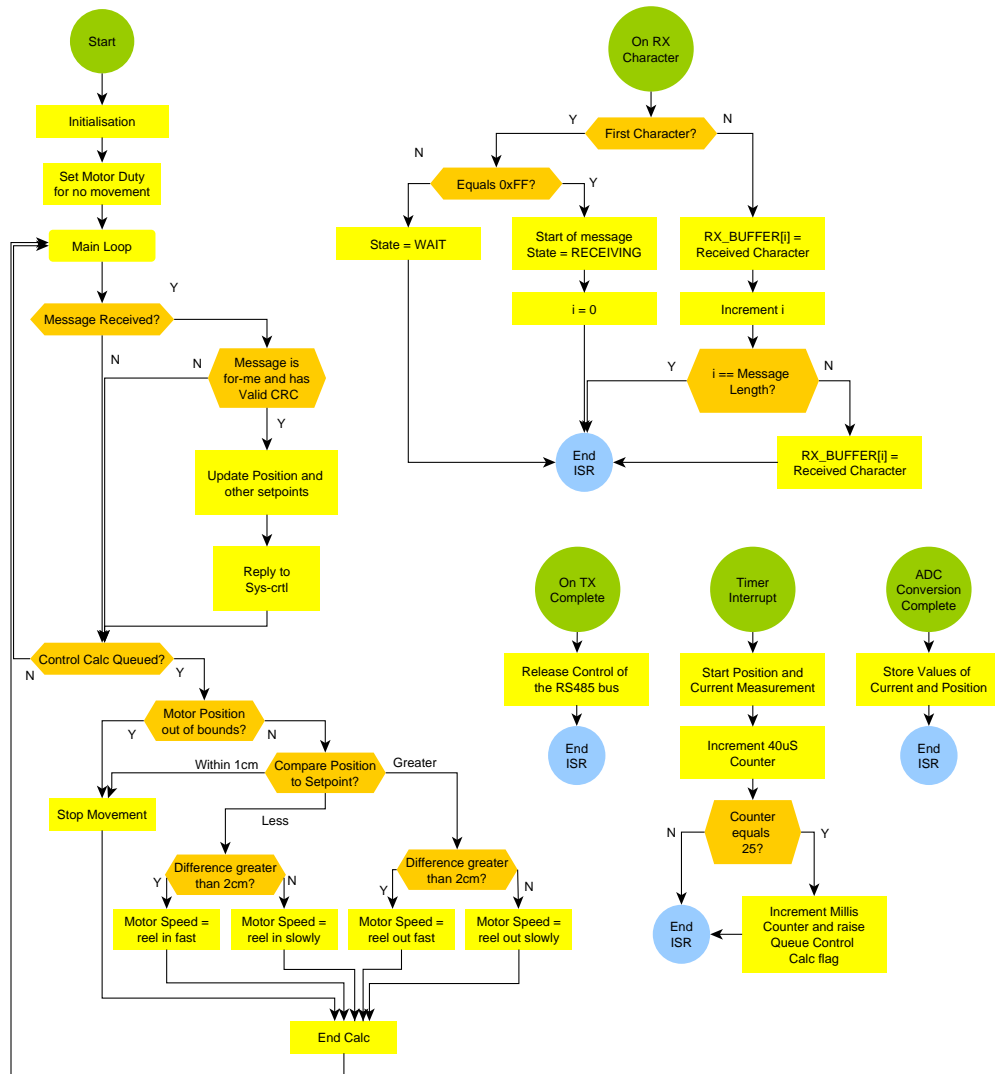 Start
Initialisation
Set Motor Duty
for no movement
Main Loop
Y
Message Received?
N
N
Message is
for-me and has
Valid CRC
Y
Update Position and
other setpoints
Reply to
Sys-crtl
Control Calc Queued?
N
Y
Motor Position
out of bounds?
Y
N
Within 1cm
Compare Position
to Setpoint?
Greater
Stop Movement
Less
Difference greater
than 2cm?
Y
N
Difference greater
than 2cm?
Y
N
Motor Speed =
reel in fast
Motor Speed =
reel in slowly
Motor Speed =
reel out fast
Motor Speed =
reel out slowly
End Calc
On RX
Character
Y
N
First Character?
N
Equals 0xFF?
Y
State = WAIT
Start of message
State = RECEIVING
RX_BUFFER[i] =
Received Character
i = 0
Increment i
Y
i == Message
Length?
N
End
ISR
RX_BUFFER[i] =
Received Character
On TX
Complete
Release Control of
the RS485 bus
End
ISR
Timer
Interrupt
Start Position and
Current Measurement
Increment 40uS
Counter
N
Counter
equals
25?
Y
End
ISR
Increment Millis
Counter and raise
Queue Control
Calc flag
ADC
Conversion
Complete
Store Values of
Current and Position
End
ISR